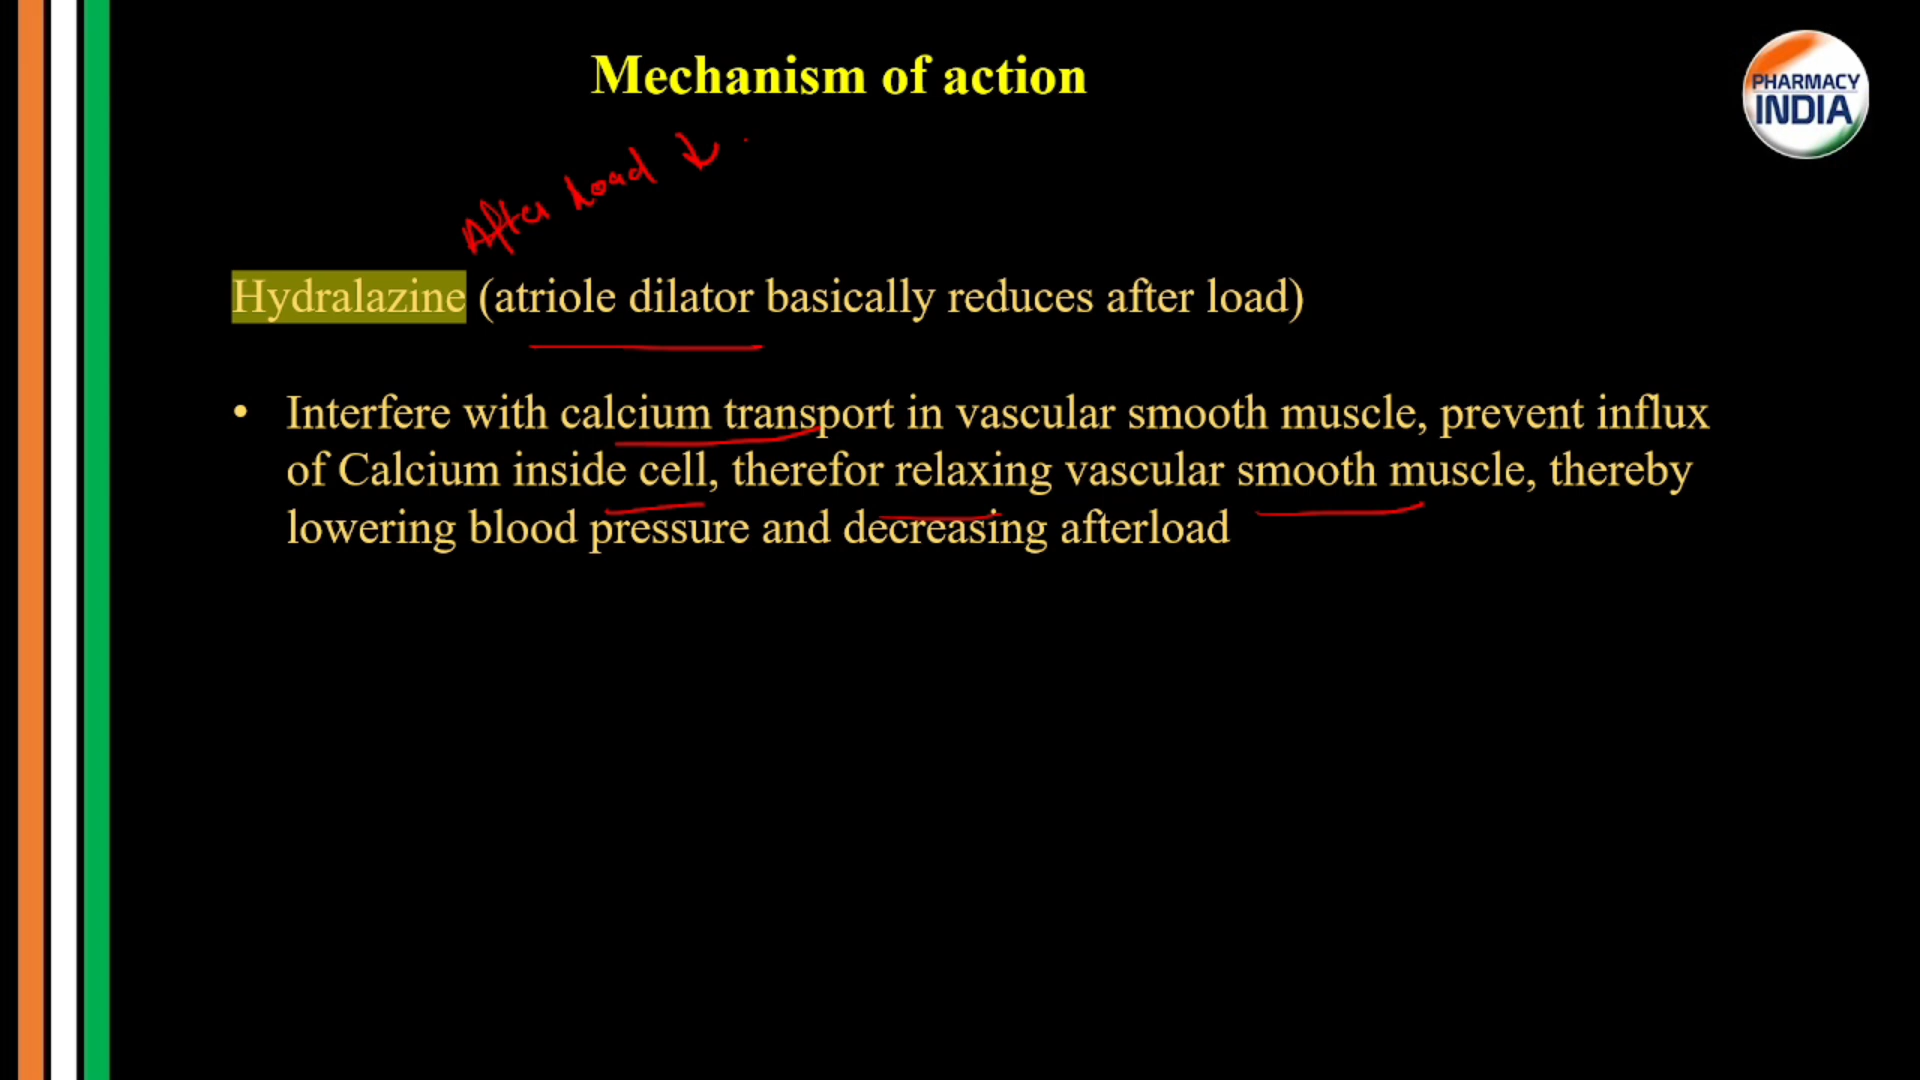 Mechanism of action
PHARMACY
INDIA
After Load ↓
Hydralazine (atriole dilator basically reduces after load)
• Interfere with calcium transport in vascular smooth muscle, prevent influx
of Calcium inside cell, therefor relaxing vascular smooth muscle, thereby
lowering blood pressure and decreasing afterload